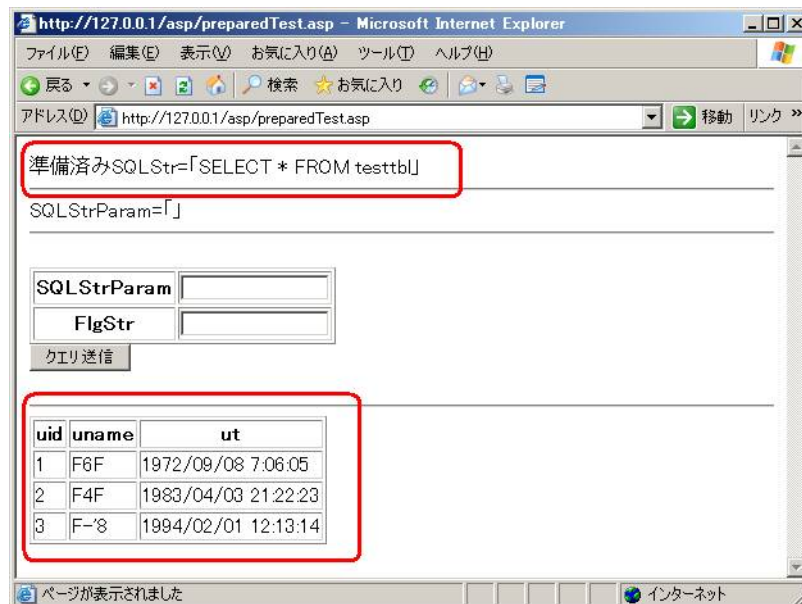 http://127.0.0.1/asp/preparedTest.asp - Microsoft Internet Explorer
ファイル(F) 編集(E) 表示(V) お気に入り(A) ツール(T) ヘルプ(H)
戻る 検索 お気に入り
アドレス(D) http://127.0.0.1/asp/preparedTest.asp 移動 リンク »
準備済みSQLStr=「SELECT * FROM testtbl」
SQLStrParam=「」
SQLStrParam
FlgStr
クエリ送信
uid uname ut
1 F6F 1972/09/08 7:06:05
2 F4F 1983/04/03 21:22:23
3 F-'8 1994/02/01 12:13:14
ページが表示されました インターネット